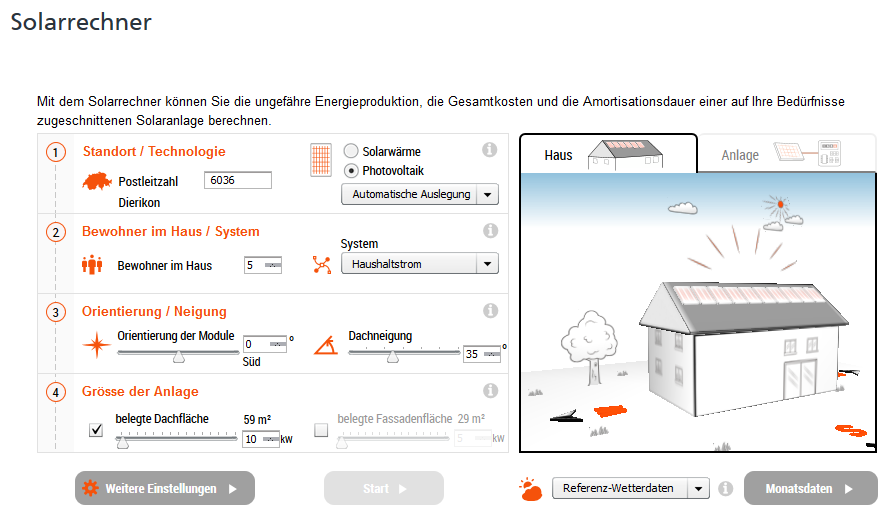 Solarrechner
Mit dem Solarrechner können Sie die ungefähre Energieproduktion, die Gesamtkosten und die Amortisationsdauer einer auf Ihre Bedürfnisse
zugeschnittenen Solaranlage berechnen.
1 Standort / Technologie
Solarwärme
Photovoltaik
Postleitzahl 6036
Dierikon
Automatische Auslegung
2 Bewohner im Haus / System
System
Bewohner im Haus 5
Haushaltstrom
3 Orientierung / Neigung
Orientierung der Module 0 °
Süd
Dachneigung 35 °
4 Grösse der Anlage
belegte Dachfläche 59 m²
10 kw
belegte Fassadenfläche 29 m²
5 kw
Haus
Anlage
S
Weitere Einstellungen
Start
Referenz-Wetterdaten
Monatsdaten